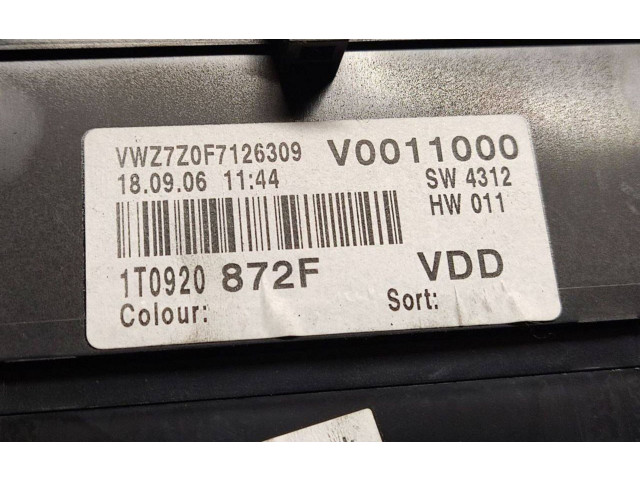 VWZ7Z0F7126309 V0011000
18.09.06 11:44 SW 4312
HW 011
1T0920 872F VDD
Colour: Sort: